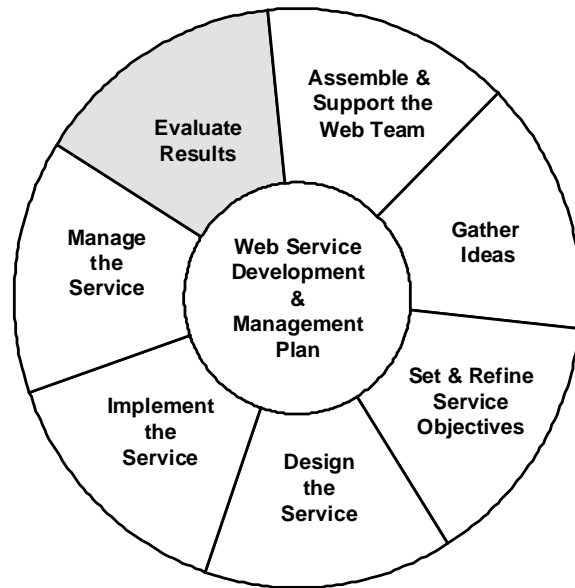 Assemble &
Support the
Web Team
Evaluate
Results
Gather
Ideas
Manage
the
Service
Web Service
Development
&
Management
Plan
Set & Refine
Service
Objectives
Implement
the
Service
Design
the
Service